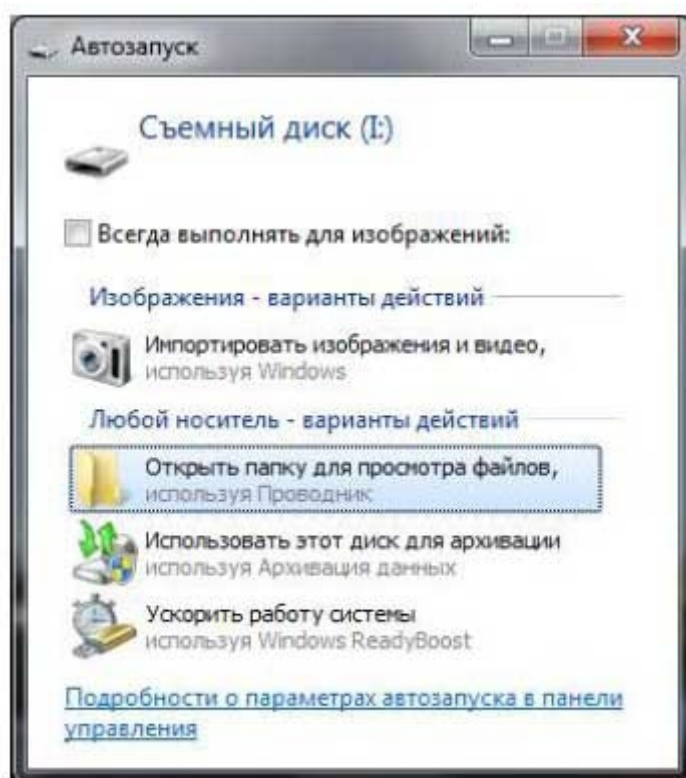 Автозапуск
Съемный диск (I:)
Всегда выполнять для изображений:
Изображения - варианты действий
Импортировать изображения и видео,
используя Windows
Любой носитель - варианты действий
Открыть папку для просмотра файлов,
используя Проводник
Использовать этот диск для архивации
используя Архивация данных
Ускорить работу системы
используя Windows ReadyBoost
Подробности о параметрах автозапуска в панели
управления